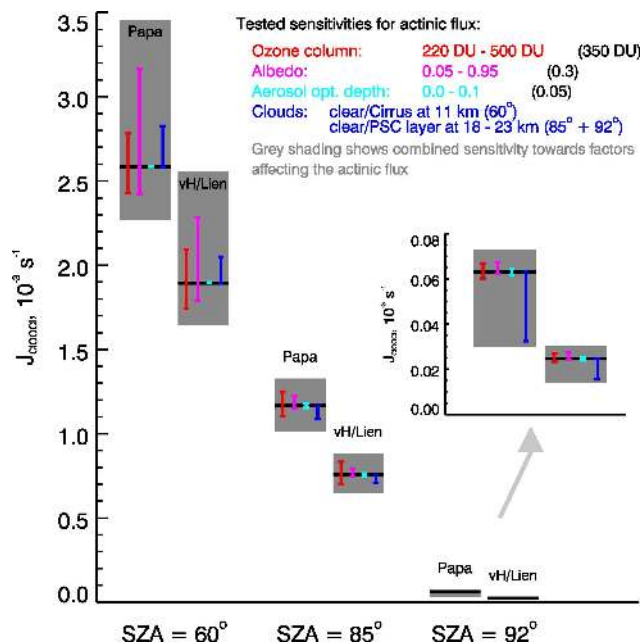 Tested sensitivities for actinic flux:
Ozone column: 220 DU - 500 DU (350 DU)
Albedo: 0.05 - 0.95 (0.3)
Aerosol opt. depth: 0.0 - 0.1 (0.05)
Clouds: clear/Cirrus at 11 km (60°)
clear/PSC layer at 18 - 23 km (85° + 92°)
Grey shading shows combined sensitivity towards factors
affecting the actinic flux
3.5
3.0
2.5
2.0
1.5
1.0
0.5
0.0
J ClOOCl, 10⁻³ s⁻¹
Papa
vH/Lien
Papa
vH/Lien
Papa
vH/Lien
0.08
0.06
0.04
0.02
0.00
J ClOOCl, 10⁻³ s⁻¹
SZA = 60° SZA = 85° SZA = 92°